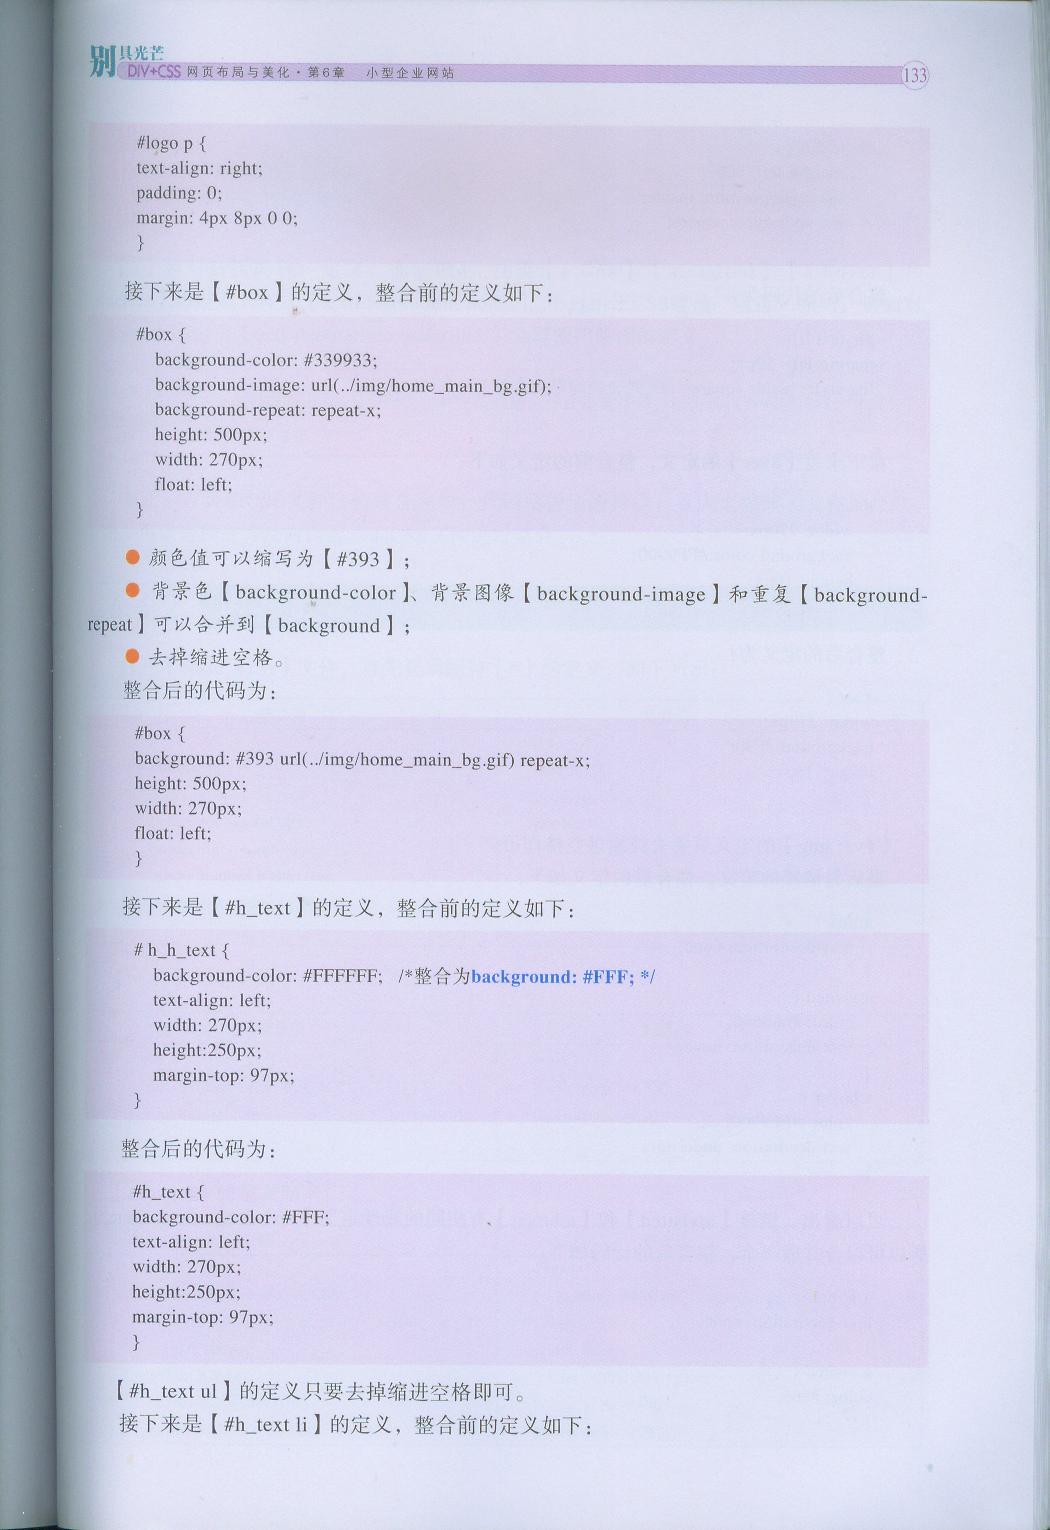 别具光芒
DIV+CSS 网页布局与美化·第6章 小型企业网站
133
#logo p {
text-align: right;
padding: 0;
margin: 4px 8px 0 0;
}
接下来是【#box】的定义，整合前的定义如下：
#box {
background-color: #339933;
background-image: url(../img/home_main_bg.gif);
background-repeat: repeat-x;
height: 500px;
width: 270px;
float: left;
}
● 颜色值可以缩写为【#393】；
● 背景色【background-color】、背景图像【background-image】和重复【background-
repeat】可以合并到【background】；
● 去掉缩进空格。
整合后的代码为：
#box {
background: #393 url(../img/home_main_bg.gif) repeat-x;
height: 500px;
width: 270px;
float: left;
}
接下来是【#h_text】的定义，整合前的定义如下：
# h_h_text {
background-color: #FFFFFF; /*整合为background: #FFF; */
text-align: left;
width: 270px;
height:250px;
margin-top: 97px;
}
整合后的代码为：
#h_text {
background-color: #FFF;
text-align: left;
width: 270px;
height:250px;
margin-top: 97px;
}
【#h_text ul】的定义只要去掉缩进空格即可。
接下来是【#h_text li】的定义，整合前的定义如下：